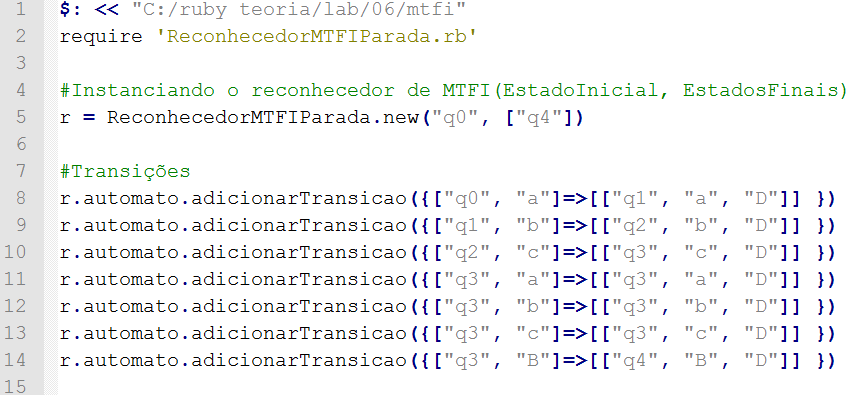 1 $: << "C:/ruby teoria/lab/06/mtfi"
2 require 'ReconhecedorMTFIParada.rb'
3
4 #Instanciando o reconhecedor de MTFI(EstadoInicial, EstadosFinais)
5 r = ReconhecedorMTFIParada.new("q0", ["q4"])
6
7 #Transições
8 r.automato.adicionarTransicao({["q0", "a"]=>[["q1", "a", "D"]] })
9 r.automato.adicionarTransicao({["q1", "b"]=>[["q2", "b", "D"]] })
10 r.automato.adicionarTransicao({["q2", "c"]=>[["q3", "c", "D"]] })
11 r.automato.adicionarTransicao({["q3", "a"]=>[["q3", "a", "D"]] })
12 r.automato.adicionarTransicao({["q3", "b"]=>[["q3", "b", "D"]] })
13 r.automato.adicionarTransicao({["q3", "c"]=>[["q3", "c", "D"]] })
14 r.automato.adicionarTransicao({["q3", "B"]=>[["q4", "B", "D"]] })
15